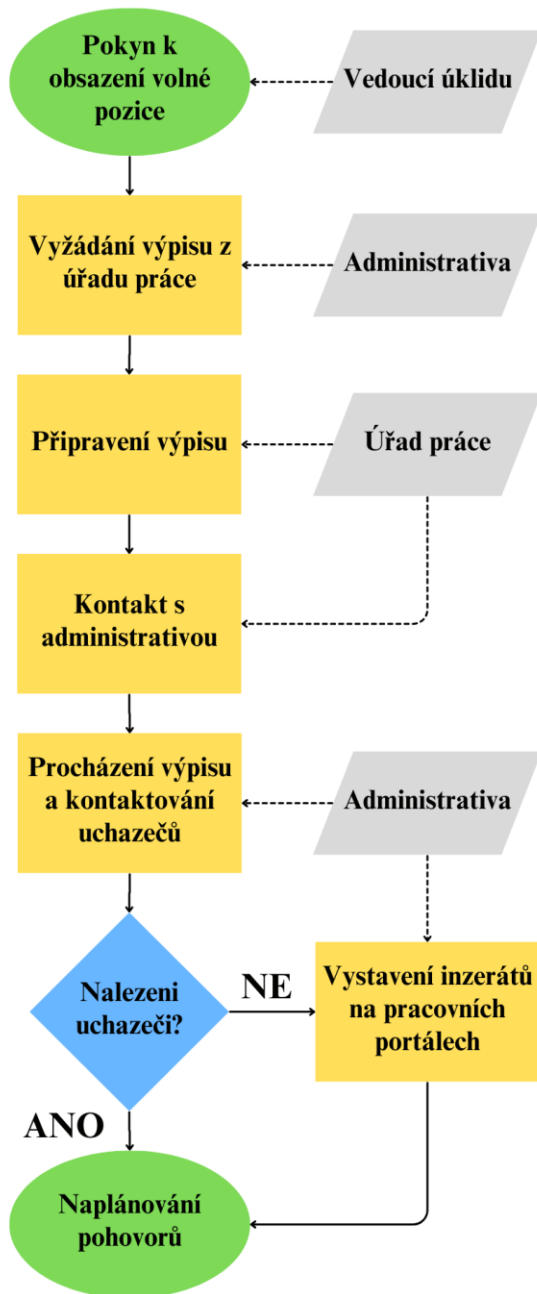 Pokyn k
obsazení volné
pozice
Vedoucí úklidu
Vyžádání výpisu z
úřadu práce
Administrativa
Připravení výpisu
Úřad práce
Kontakt s
administrativou
Procházení výpisu
a kontaktování
uchazečů
Administrativa
Nalezeni
uchazeči?
NE
Vystavení inzerátů
na pracovních
portálech
ANO
Naplánování
pohovorů